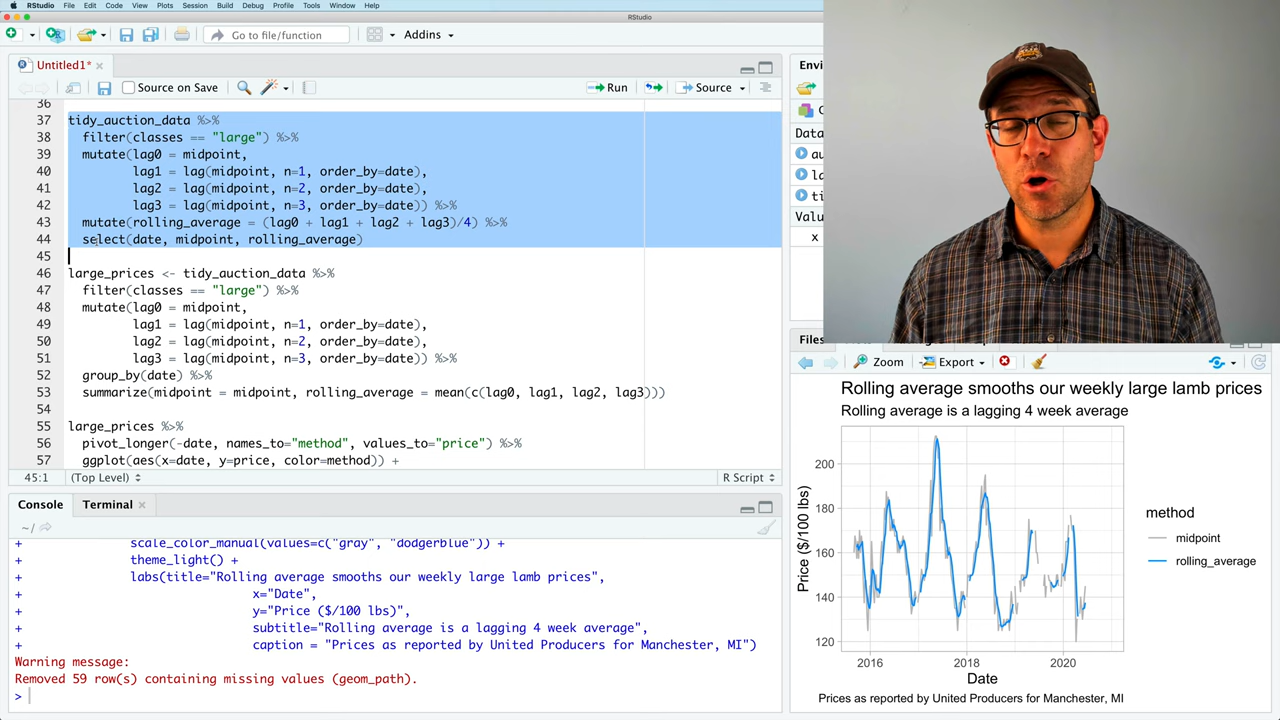 RStudio File Edit Code View Plots Session Build Debug Profile Tools Window Help
RStudio
Go to file/function
Addins
Untitled1*
Source on Save
Run
Source
36
37 tidy_auction_data %>%
38 filter(classes == "large") %>%
39 mutate(lag0 = midpoint,
40 lag1 = lag(midpoint, n=1, order_by=date),
41 lag2 = lag(midpoint, n=2, order_by=date),
42 lag3 = lag(midpoint, n=3, order_by=date)) %>%
43 mutate(rolling_average = (lag0 + lag1 + lag2 + lag3)/4) %>%
44 select(date, midpoint, rolling_average)
45
46 large_prices <- tidy_auction_data %>%
47 filter(classes == "large") %>%
48 mutate(lag0 = midpoint,
49 lag1 = lag(midpoint, n=1, order_by=date),
50 lag2 = lag(midpoint, n=2, order_by=date),
51 lag3 = lag(midpoint, n=3, order_by=date)) %>%
52 group_by(date) %>%
53 summarize(midpoint = midpoint, rolling_average = mean(c(lag0, lag1, lag2, lag3)))
54
55 large_prices %>%
56 pivot_longer(-date, names_to="method", values_to="price") %>%
57 ggplot(aes(x=date, y=price, color=method)) +
45:1 (Top Level) R Script
Console Terminal
~/
+ scale_color_manual(values=c("gray", "dodgerblue")) +
+ theme_light() +
+ labs(title="Rolling average smooths our weekly large lamb prices",
+ x="Date",
+ y="Price ($/100 lbs)",
+ subtitle="Rolling average is a lagging 4 week average",
+ caption = "Prices as reported by United Producers for Manchester, MI")
Warning message:
Removed 59 row(s) containing missing values (geom_path).
>
Envi
Data
au
la
ti
Valu
x
Files
Zoom Export
Rolling average smooths our weekly large lamb prices
Rolling average is a lagging 4 week average
200
180
160
140
120
Price ($/100 lbs)
2016 2018 2020
Date
method
midpoint
rolling_average
Prices as reported by United Producers for Manchester, MI